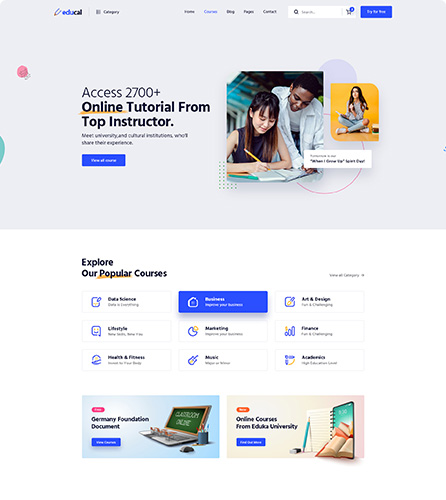 educal
Category
Home Courses Blog Pages Contact
Search...
0
Try for free
Access 2700+
Online Tutorial From
Top Instructor.
Meet university,and cultural institutions, who'll
share their experience.
View all course
Tomorrow is our
"When I Grow Up" Spirit Day!
Explore
Our Popular Courses
View all Category
Data Science
Data is Everything
Business
Improve your business
Art & Design
Fun & Challenging
Lifestyle
New Skills, New You
Marketing
Improve your business
Finance
Fun & Challenging
Health & Fitness
Invest to Your Body
Music
Major or Minor
Academics
High Education Level
Free
Germany Foundation
Document
View Courses
CLASSROOM
ONLINE
New
Online Courses
From Eduka University
Find Out More